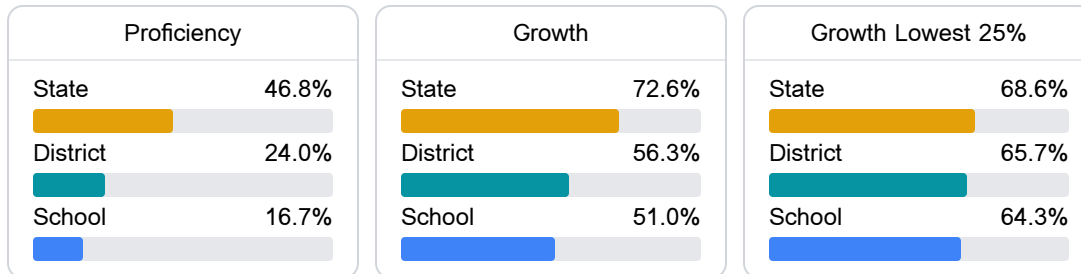 Proficiency
State 46.8%
District 24.0%
School 16.7%
Growth
State 72.6%
District 56.3%
School 51.0%
Growth Lowest 25%
State 68.6%
District 65.7%
School 64.3%